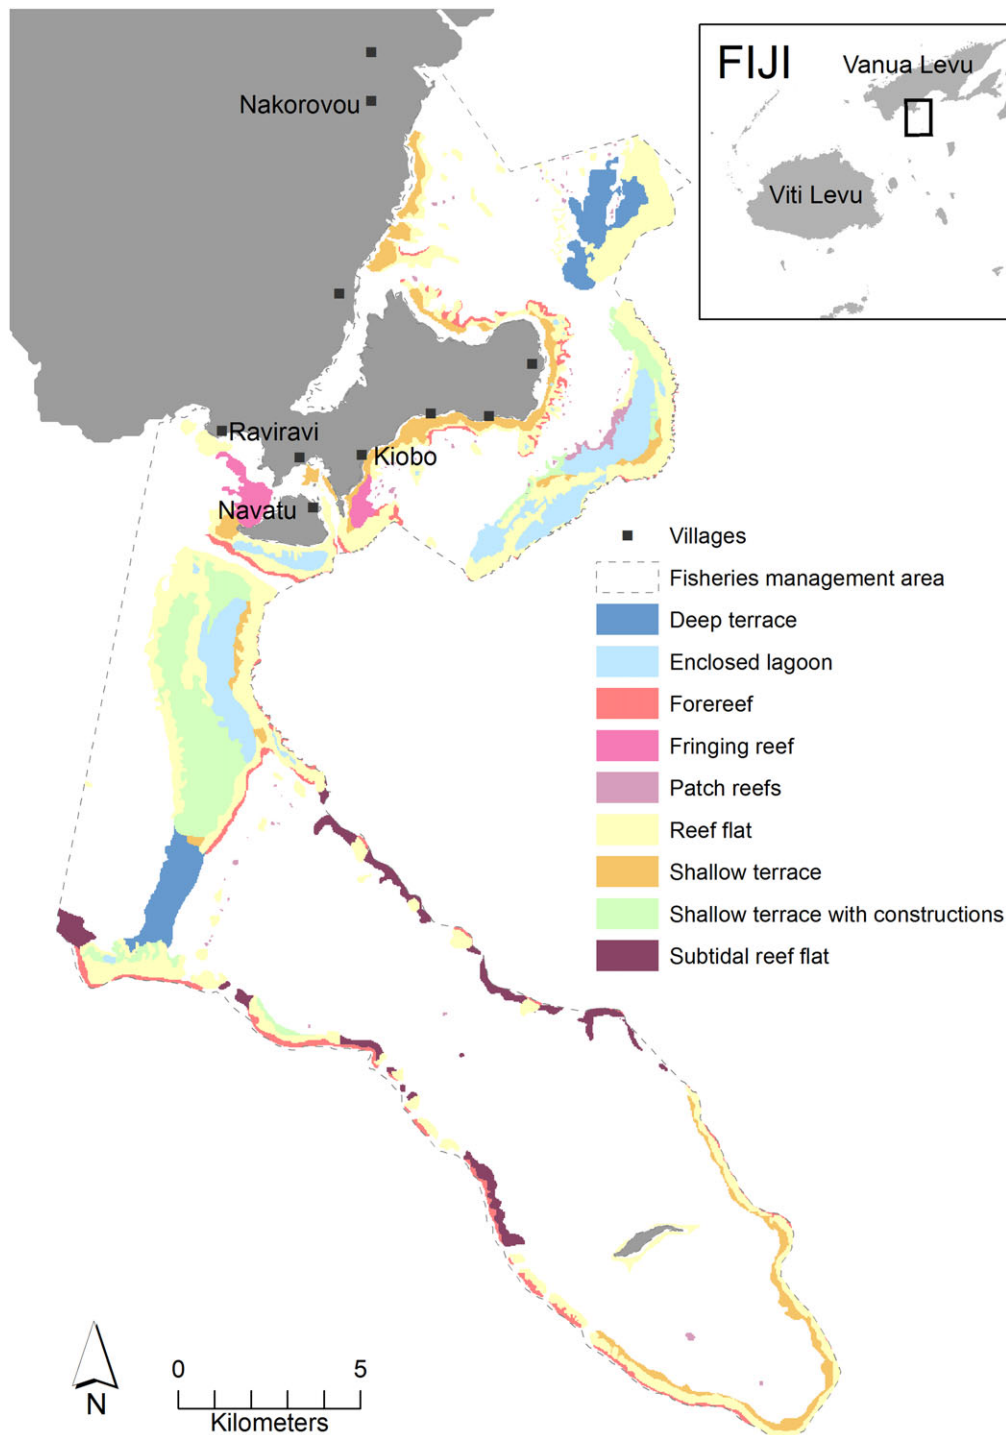 FIJI
Vanua Levu
Viti Levu
Nakorovou
Raviravi
Kiobo
Navatu
Villages
Fisheries management area
Deep terrace
Enclosed lagoon
Forereef
Fringing reef
Patch reefs
Reef flat
Shallow terrace
Shallow terrace with constructions
Subtidal reef flat
0 5
Kilometers
N